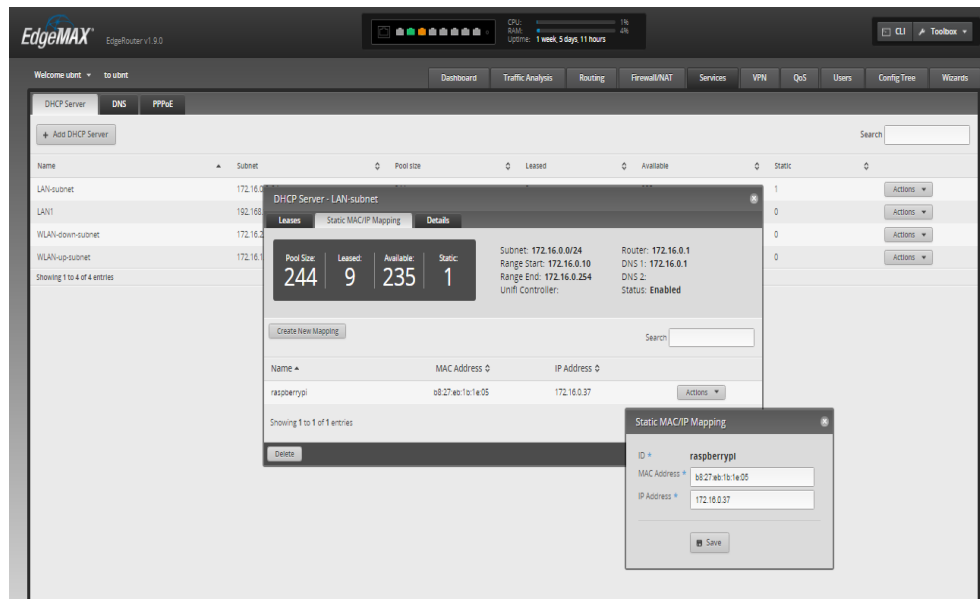 EdgeMAX EdgeRouter v1.9.0
CPU: 1%
RAM: 4%
Uptime: 1 week, 5 days, 11 hours
CLI Toolbox
Welcome ubnt to ubnt
Dashboard Traffic Analysis Routing Firewall/NAT Services VPN QoS Users Config Tree Wizards
DHCP Server DNS PPPoE
+ Add DHCP Server
Search
Name Subnet Pool size Leased Available Static
LAN-subnet 172.16.0 1 Actions
LAN1 192.168. 0 Actions
WLAN-down-subnet 172.16.2 0 Actions
WLAN-up-subnet 172.16.1 0 Actions
Showing 1 to 4 of 4 entries
DHCP Server - LAN-subnet
Leases Static MAC/IP Mapping Details
Pool Size: Leased: Available: Static:
244 9 235 1
Subnet: 172.16.0.0/24
Range Start: 172.16.0.10
Range End: 172.16.0.254
Unifi Controller:
Router: 172.16.0.1
DNS 1: 172.16.0.1
DNS 2:
Status: Enabled
Create New Mapping
Search
Name MAC Address IP Address
raspberrypi b8:27:eb:1b:1e:05 172.16.0.37 Actions
Showing 1 to 1 of 1 entries
Delete
Static MAC/IP Mapping
ID * raspberrypi
MAC Address * b8:27:eb:1b:1e:05
IP Address * 172.16.0.37
Save